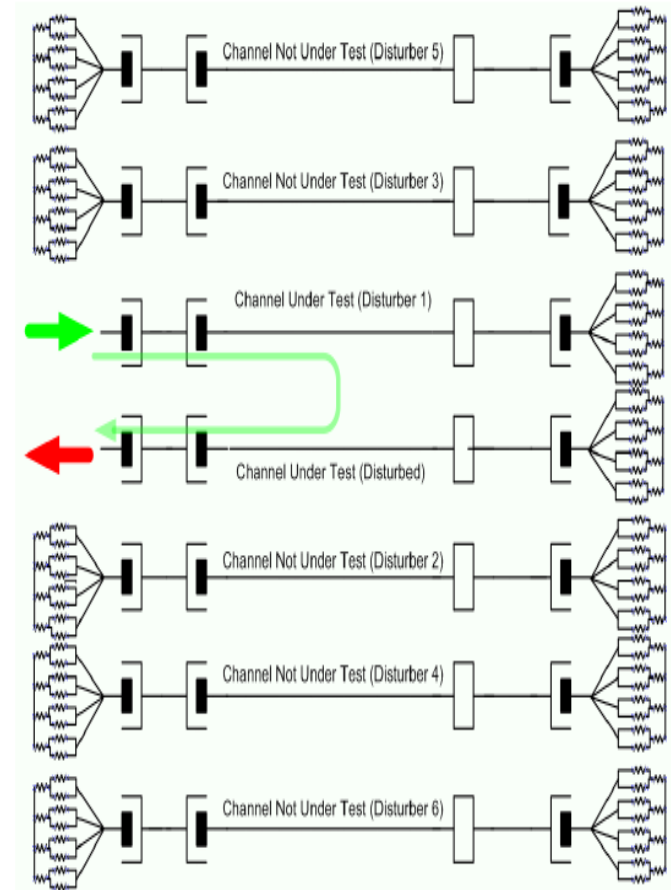 Channel Not Under Test (Disturber 5)
Channel Not Under Test (Disturber 3)
Channel Under Test (Disturber 1)
Channel Under Test (Disturbed)
Channel Not Under Test (Disturber 2)
Channel Not Under Test (Disturber 4)
Channel Not Under Test (Disturber 6)